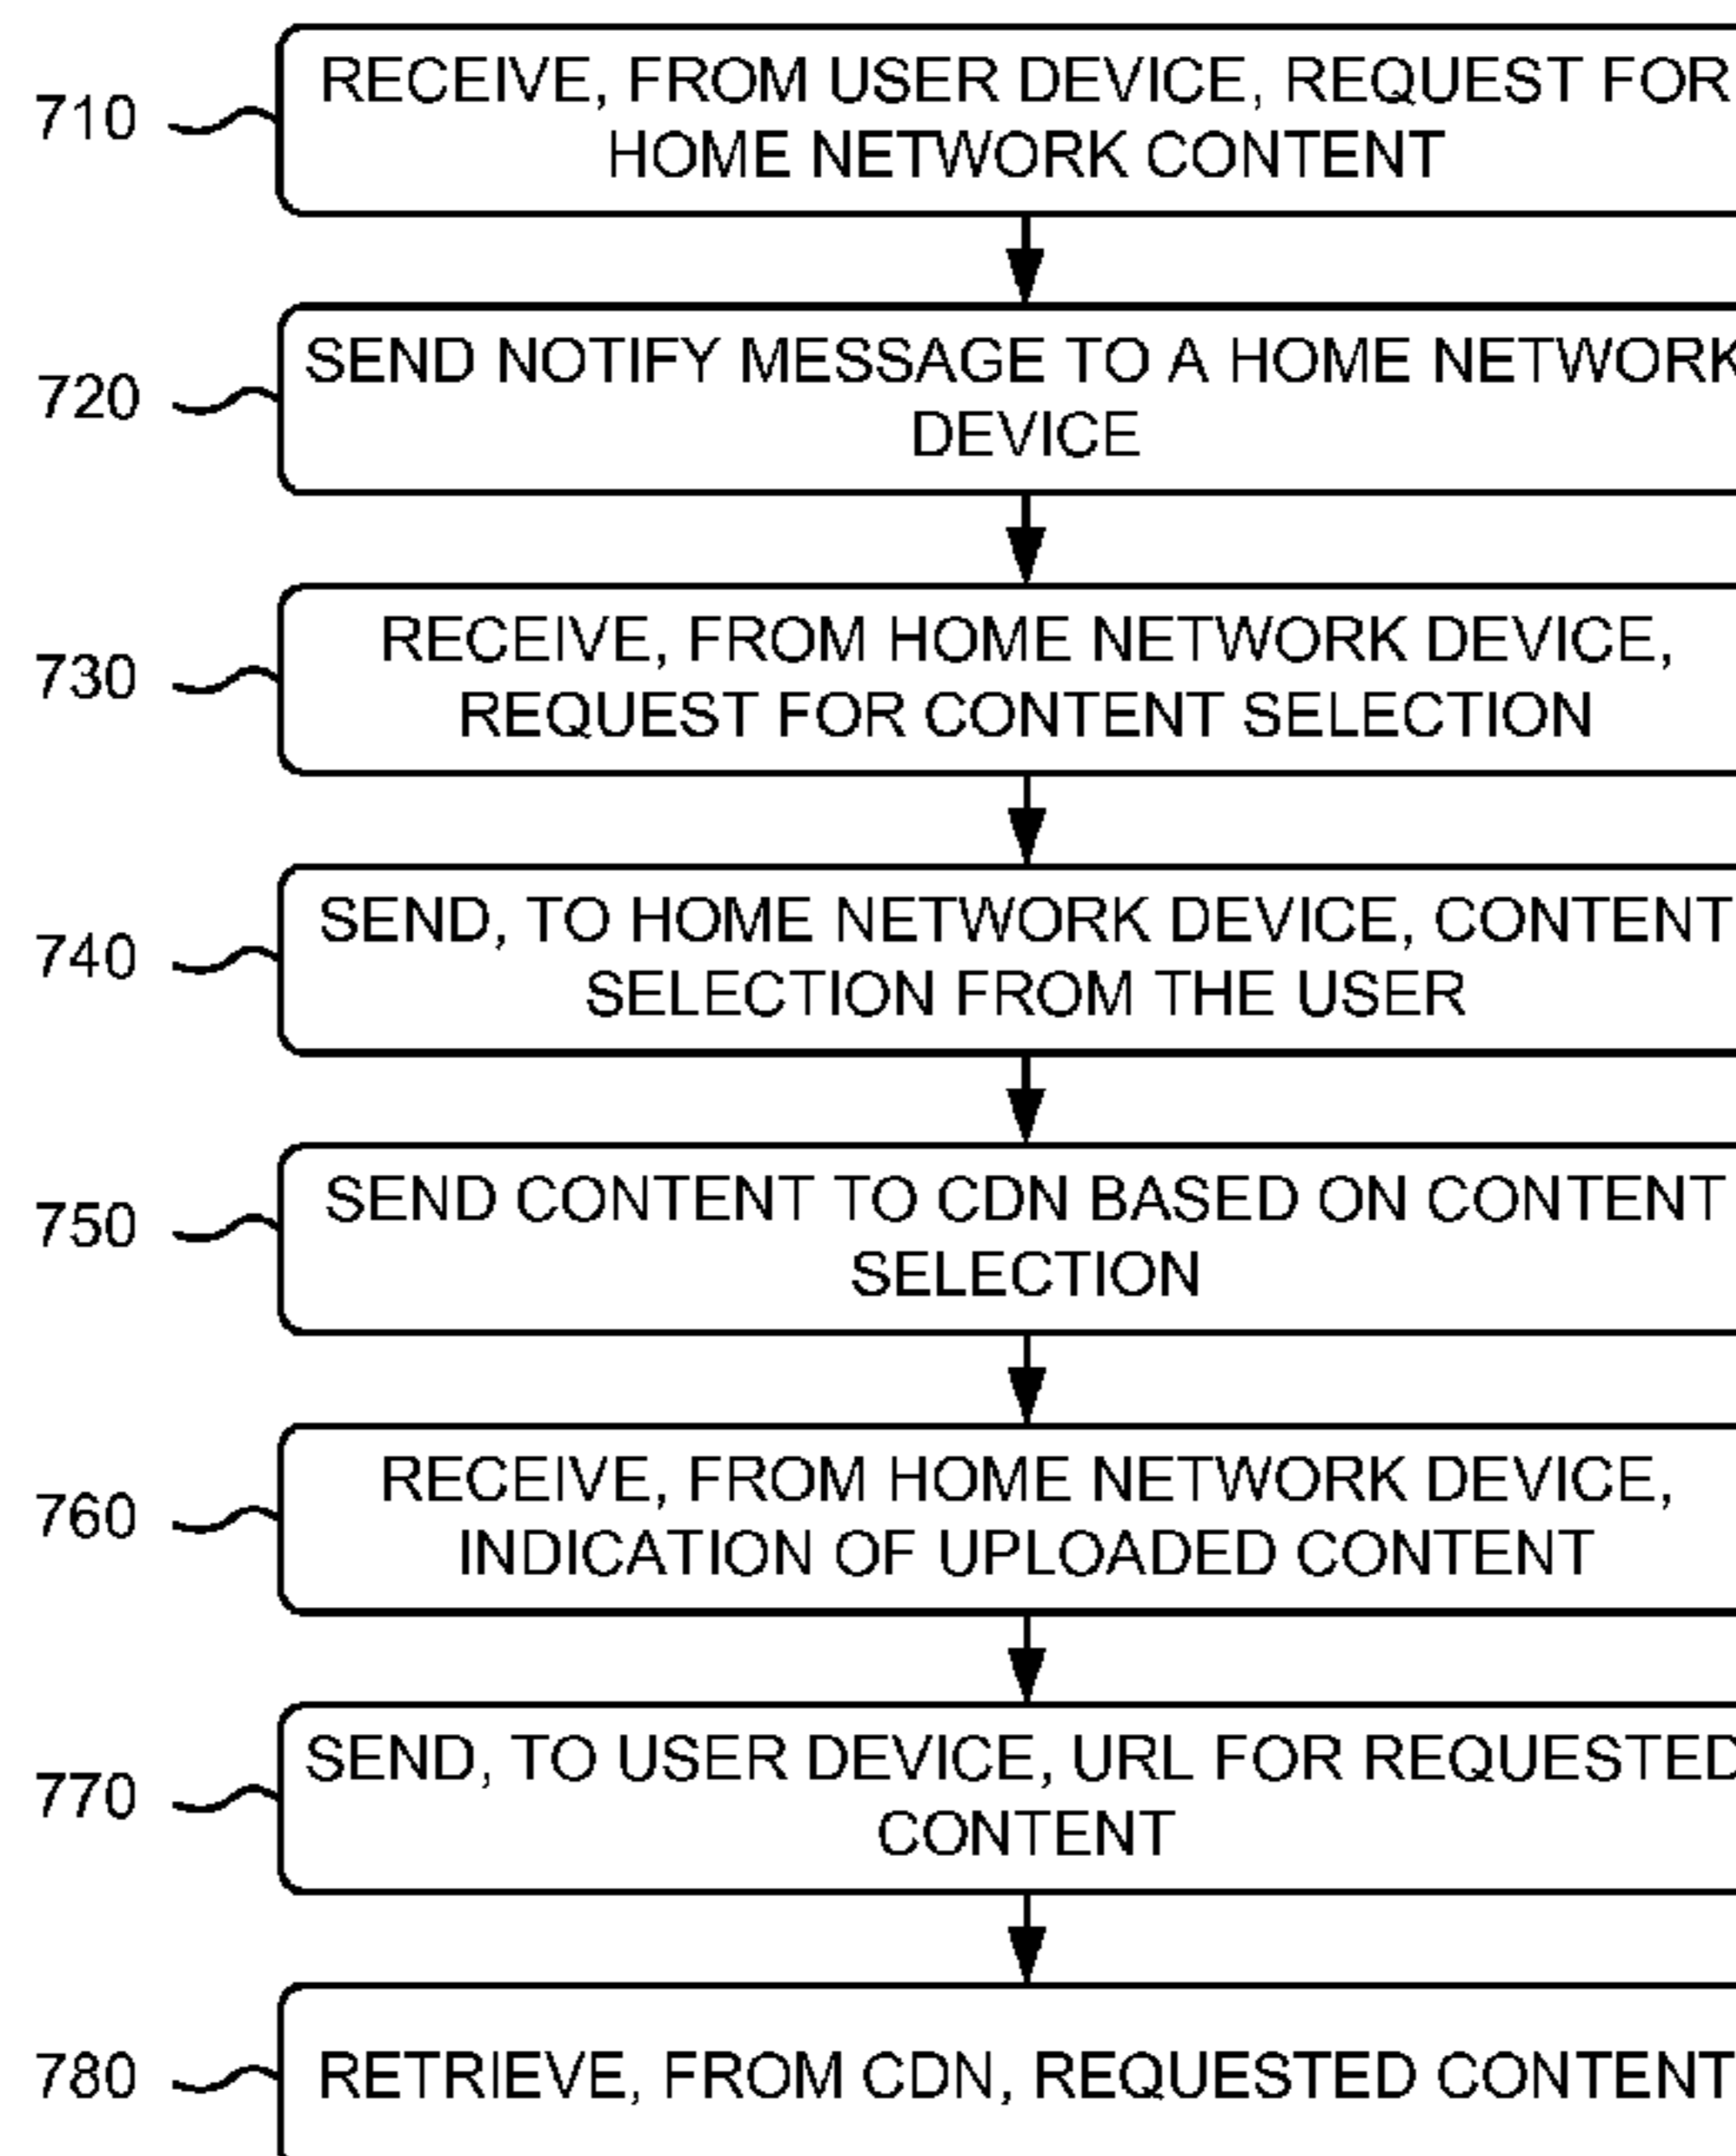 710
RECEIVE, FROM USER DEVICE, REQUEST FOR
HOME NETWORK CONTENT
720
SEND NOTIFY MESSAGE TO A HOME NETWORK
DEVICE
730
RECEIVE, FROM HOME NETWORK DEVICE,
REQUEST FOR CONTENT SELECTION
740
SEND, TO HOME NETWORK DEVICE, CONTENT
SELECTION FROM THE USER
750
SEND CONTENT TO CDN BASED ON CONTENT
SELECTION
760
RECEIVE, FROM HOME NETWORK DEVICE,
INDICATION OF UPLOADED CONTENT
770
SEND, TO USER DEVICE, URL FOR REQUESTED
CONTENT
780
RETRIEVE, FROM CDN, REQUESTED CONTENT